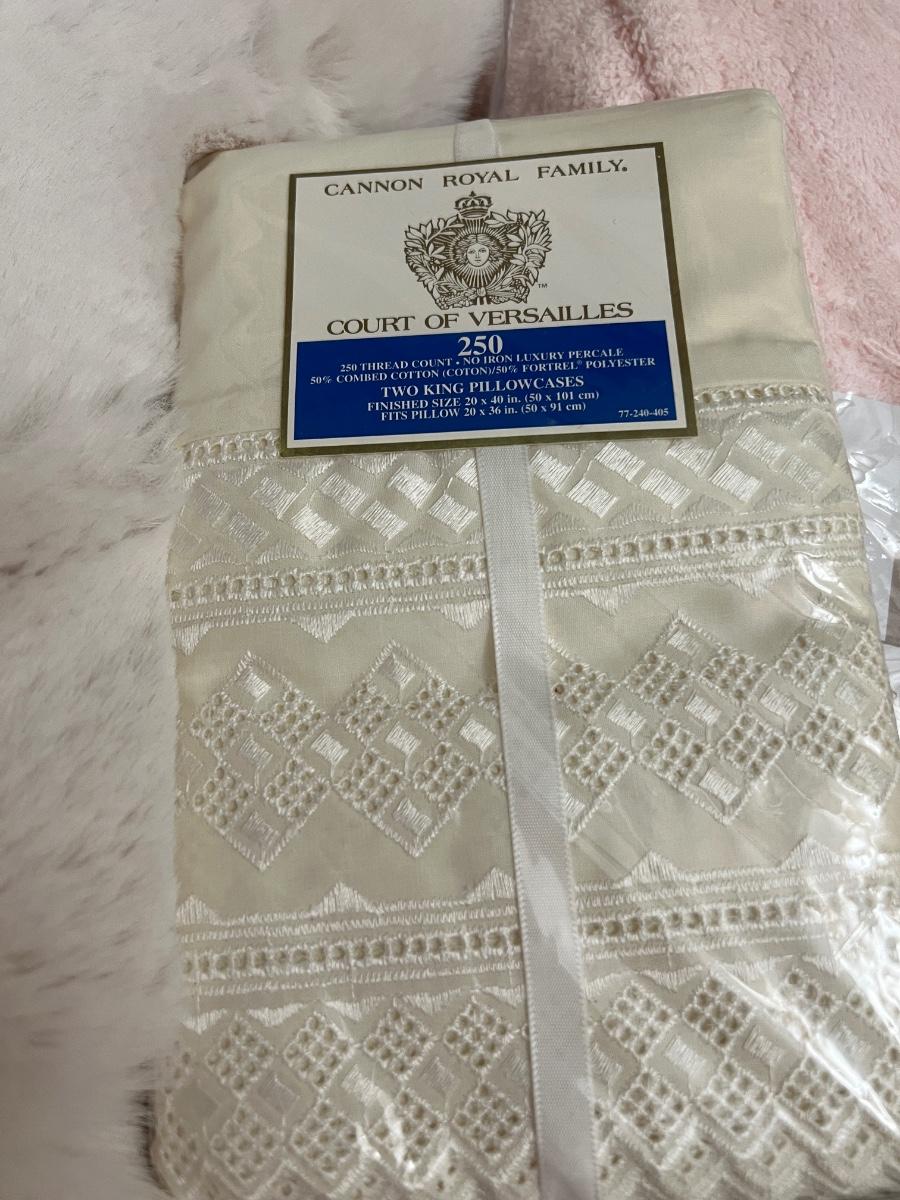 CANNON ROYAL FAMILY®
TM
COURT OF VERSAILLES
250
250 THREAD COUNT • NO IRON LUXURY PERCALE
50% COMBED COTTON (COTON)/50% FORTREL® POLYESTER
TWO KING PILLOWCASES
FINISHED SIZE 20 x 40 in. (50 x 101 cm)
FITS PILLOW 20 x 36 in. (50 x 91 cm)
77-240-405